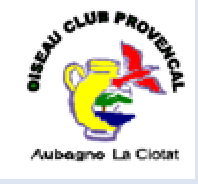 OISEAU CLUB PROVENCAL
Aubagne La Ciotat